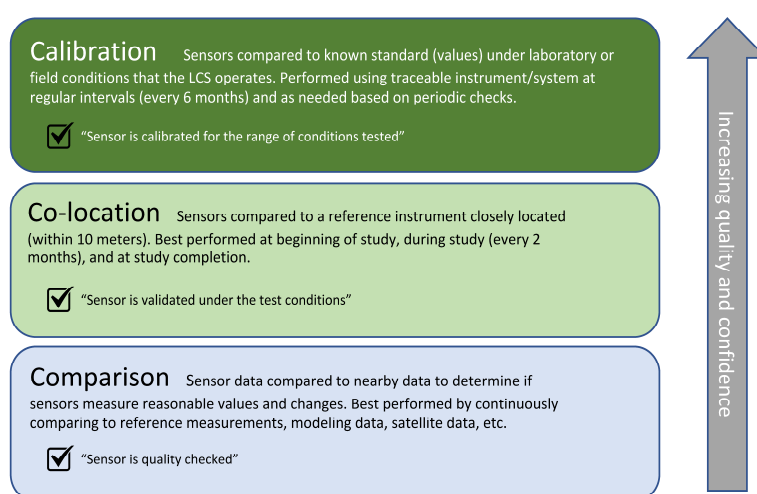 Calibration Sensors compared to known standard (values) under laboratory or
field conditions that the LCS operates. Performed using traceable instrument/system at
regular intervals (every 6 months) and as needed based on periodic checks.
“Sensor is calibrated for the range of conditions tested”
Co-location Sensors compared to a reference instrument closely located
(within 10 meters). Best performed at beginning of study, during study (every 2
months), and at study completion.
“Sensor is validated under the test conditions”
Comparison Sensor data compared to nearby data to determine if
sensors measure reasonable values and changes. Best performed by continuously
comparing to reference measurements, modeling data, satellite data, etc.
“Sensor is quality checked”
Increasing quality and confidence